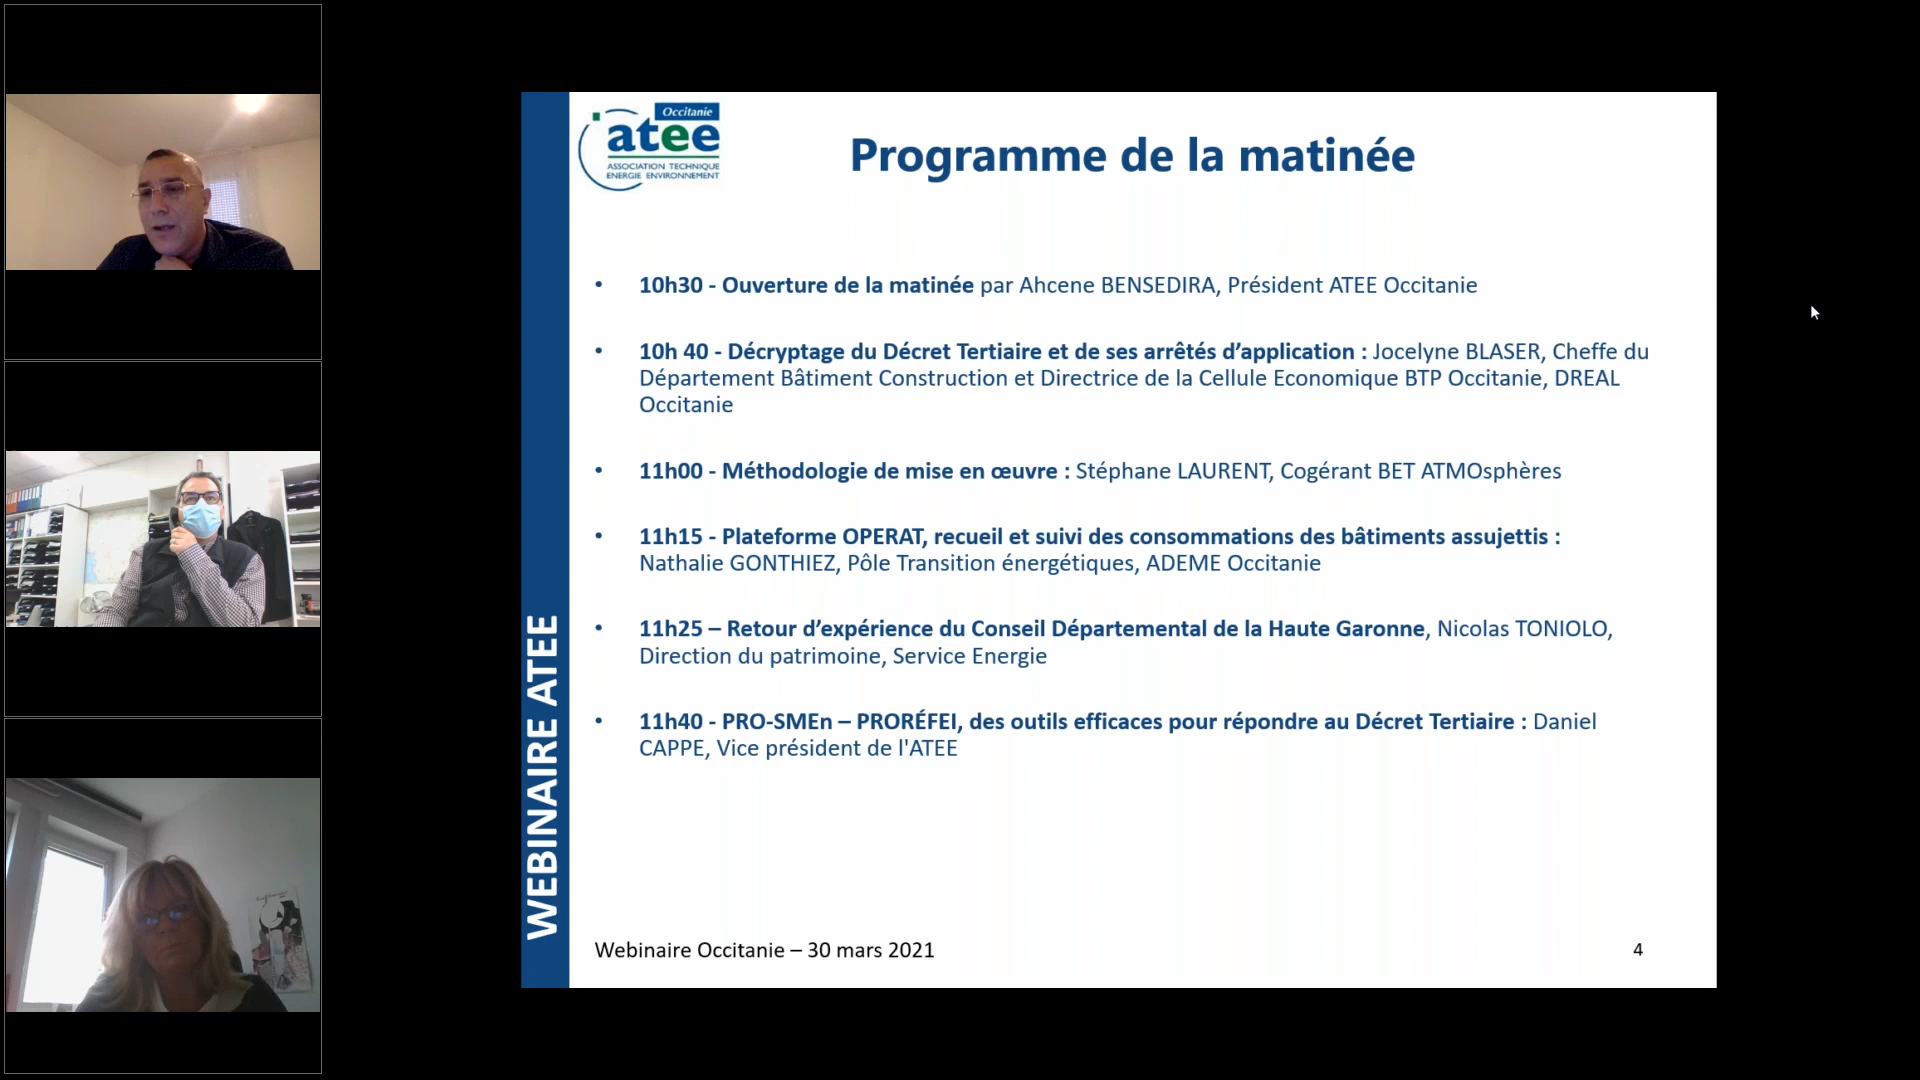 Occitanie
atee
ASSOCIATION TECHNIQUE
ENERGIE ENVIRONNEMENT
Programme de la matinée
• 10h30 - Ouverture de la matinée par Ahcene BENSEDIRA, Président ATEE Occitanie
• 10h 40 - Décryptage du Décret Tertiaire et de ses arrêtés d’application : Jocelyne BLASER, Cheffe du
Département Bâtiment Construction et Directrice de la Cellule Economique BTP Occitanie, DREAL
Occitanie
• 11h00 - Méthodologie de mise en œuvre : Stéphane LAURENT, Cogérant BET ATMOsphères
• 11h15 - Plateforme OPERAT, recueil et suivi des consommations des bâtiments assujettis :
Nathalie GONTHIEZ, Pôle Transition énergétiques, ADEME Occitanie
• 11h25 – Retour d’expérience du Conseil Départemental de la Haute Garonne, Nicolas TONIOLO,
Direction du patrimoine, Service Energie
• 11h40 - PRO-SMEn – PRORÉFEI, des outils efficaces pour répondre au Décret Tertiaire : Daniel
CAPPE, Vice président de l'ATEE
WEBINAIRE ATEE
Webinaire Occitanie – 30 mars 2021
4